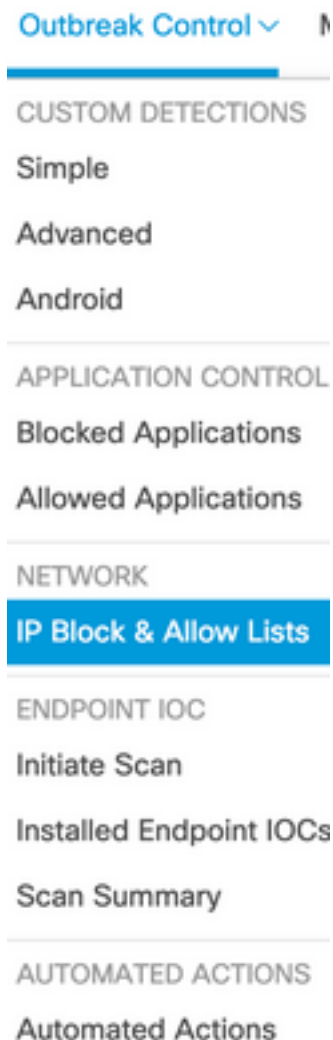 Outbreak Control
CUSTOM DETECTIONS
Simple
Advanced
Android
APPLICATION CONTROL
Blocked Applications
Allowed Applications
NETWORK
IP Block & Allow Lists
ENDPOINT IOC
Initiate Scan
Installed Endpoint IOCs
Scan Summary
AUTOMATED ACTIONS
Automated Actions